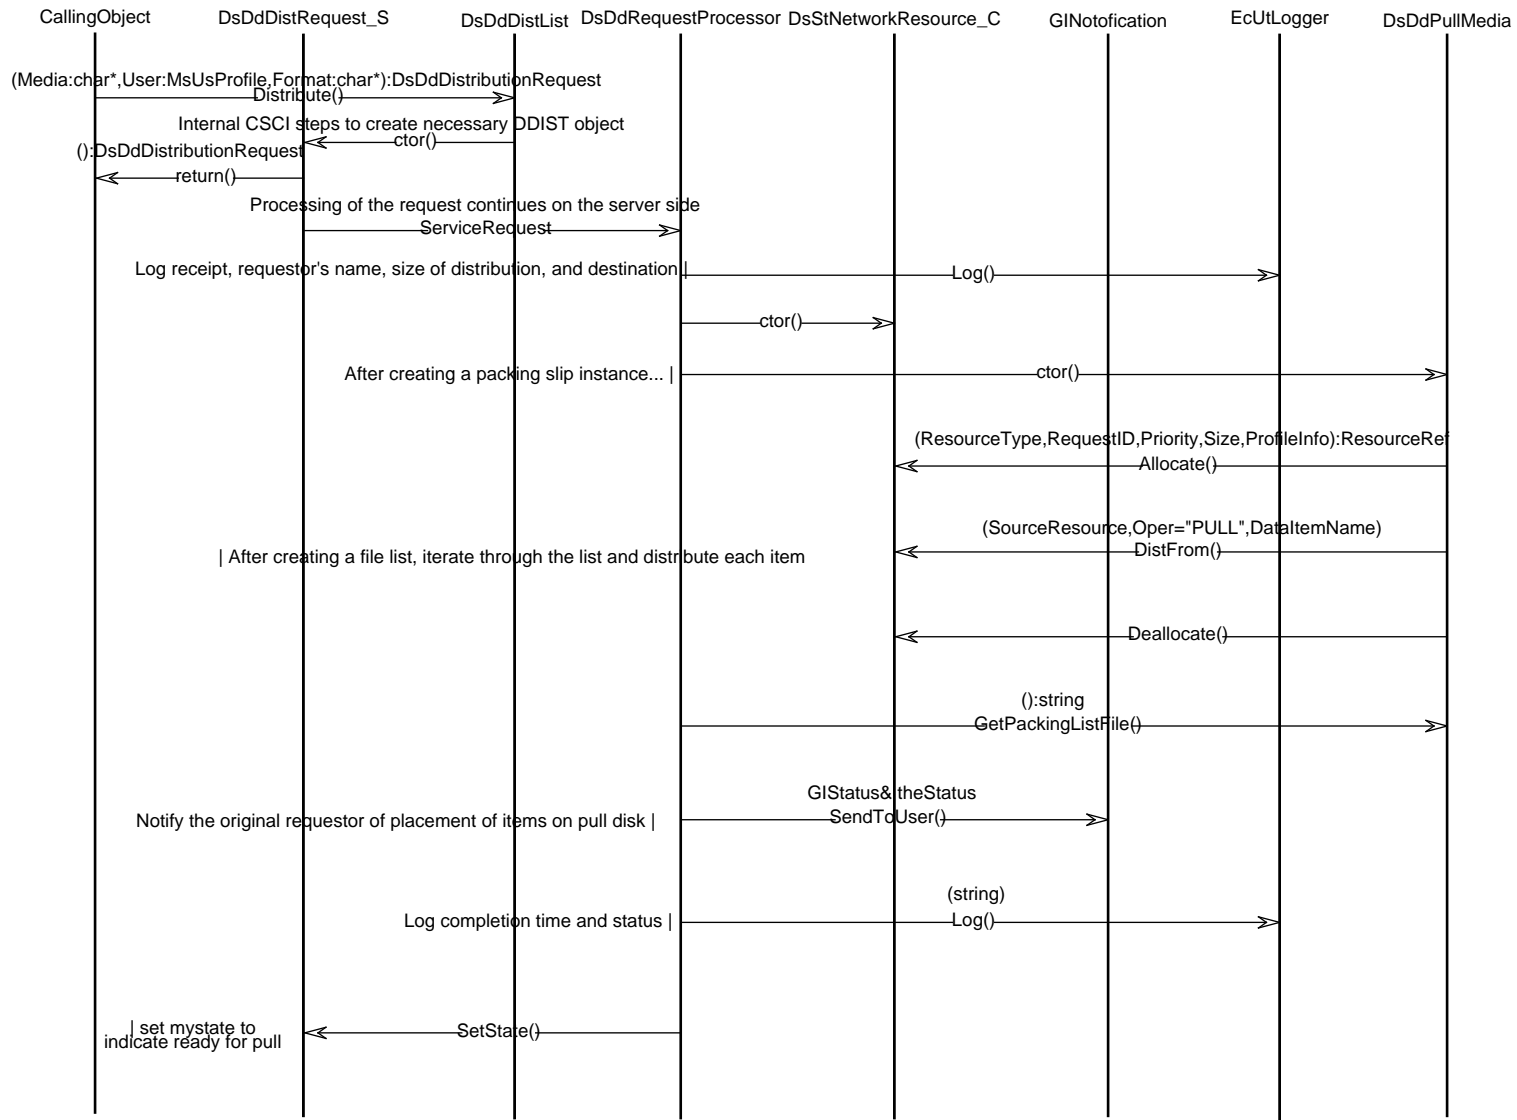 CallingObject
DsDdDistRequest_S
DsDdDistList
DsDdRequestProcessor
DsStNetworkResource_C
GINotofication
EcUtLogger
DsDdPullMedia
(Media:char*,User:MsUsProfile,Format:char*):DsDdDistributionRequest
Distribute()
Internal CSCI steps to create necessary DDIST object
ctor()
():DsDdDistributionRequest
return()
Processing of the request continues on the server side
ServiceRequest
Log receipt, requestor's name, size of distribution, and destination |
Log()
ctor()
After creating a packing slip instance... |
ctor()
(ResourceType,RequestID,Priority,Size,ProfileInfo):ResourceRef
Allocate()
(SourceResource,Oper="PULL",DataItemName)
DistFrom()
| After creating a file list, iterate through the list and distribute each item
Deallocate()
():string
GetPackingListFile()
GIStatus& theStatus
SendToUser()
Notify the original requestor of placement of items on pull disk |
(string)
Log completion time and status |
Log()
| set mystate to
indicate ready for pull
SetState()